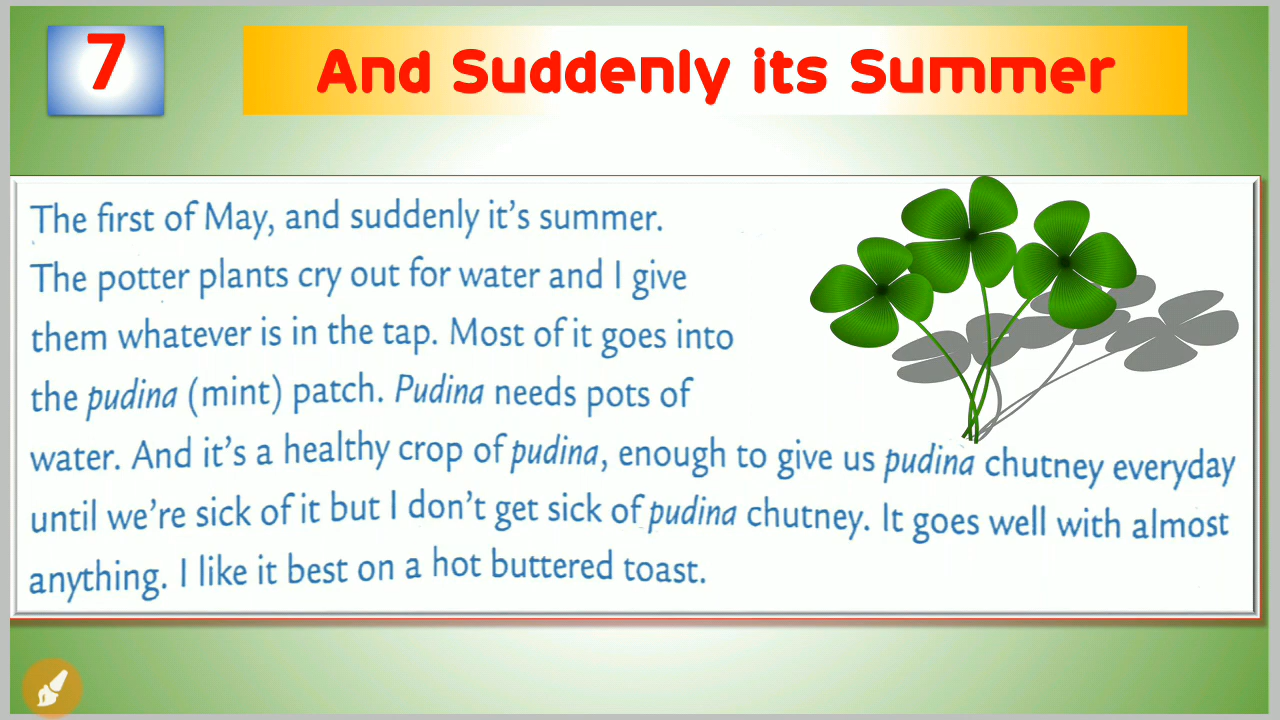 7
And Suddenly its Summer
The first of May, and suddenly it's summer.
The potter plants cry out for water and I give
them whatever is in the tap. Most of it goes into
the pudina (mint) patch. Pudina needs pots of
water. And it's a healthy crop of pudina, enough to give us pudina chutney everyday
until we're sick of it but I don't get sick of pudina chutney. It goes well with almost
anything. I like it best on a hot buttered toast.